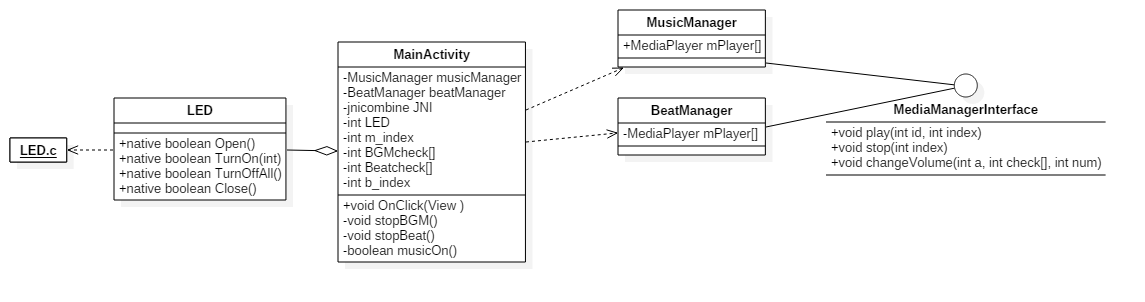 LED.c
LED
+native boolean Open()
+native boolean TurnOn(int)
+native boolean TurnOffAll()
+native boolean Close()
MainActivity
-MusicManager musicManager
-BeatManager beatManager
-jnicombine JNI
-int LED
-int m_index
-int BGMcheck[]
-int Beatcheck[]
-int b_index
+void OnClick(View )
-void stopBGM()
-void stopBeat()
-boolean musicOn()
MusicManager
+MediaPlayer mPlayer[]
BeatManager
-MediaPlayer mPlayer[]
MediaManagerInterface
+void play(int id, int index)
+void stop(int index)
+void changeVolume(int a, int check[], int num)